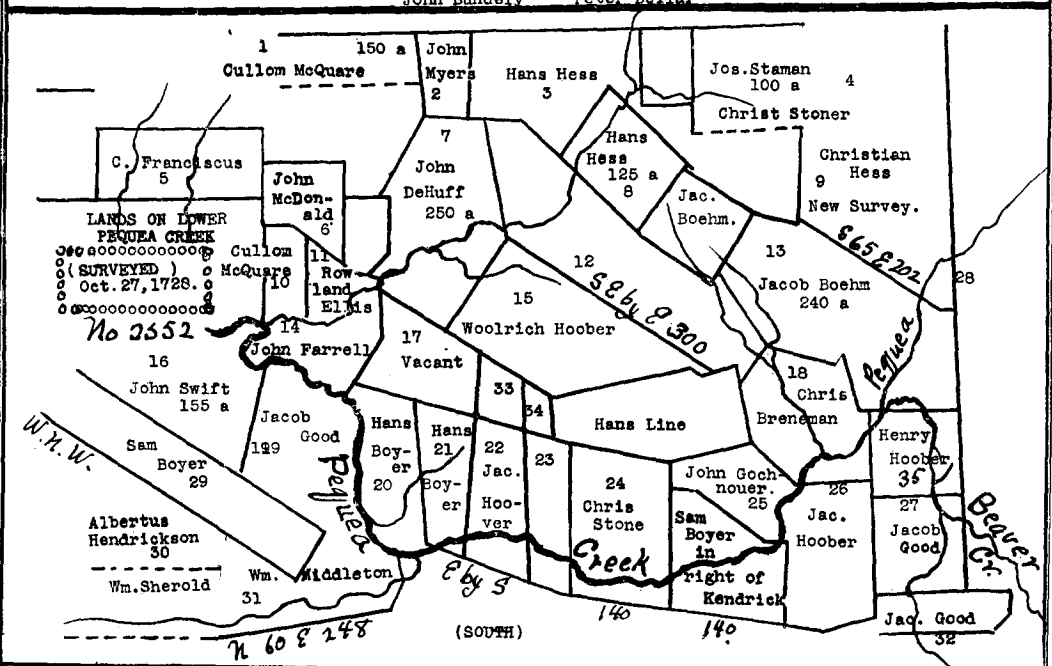 1 150 a
Cullom McQuare
John
Myers
2
Hans Hess
3
Jos.Staman
100 a
4
Christ Stoner
C. Franciscus
5
John
McDon-
ald
6
7
John
DeHuff
250 a
Hans
Hess
125 a
8
Jac.
Boehm.
Christian
Hess
9
New Survey.
LANDS ON LOWER
PEQUEA CREEK
(SURVEYED )
Oct.27,1728.
No 3552
Cullom
McQuare
10
11
Row
land
Ellis
12
S E by E 300
13
Jacob Boehm
240 a
S 65 E 202
28
14
John Farrell
15
Woolrich Hoober
16
John Swift
155 a
17
Vacant
18
Chris
Breneman
Pequea
W.N.W.
Sam
Boyer
29
Jacob
Good
199
Pequea
Hans
Boy-
er
20
Hans
21
Boy-
er
33
22
Jac.
Hoo-
ver
34
23
Hans Line
24
Chris
Stone
John Goch-
nouer.
25
Sam
Boyer
in
right of
Kendrick
26
Jac.
Hoober
Henry
Hoober
35
27
Jacob
Good
Beaver
Cr.
Albertus
Hendrickson
30
Wm.Sherold
Wm. Middleton
31
E by S
Creek
140
140
Jac. Good
32
N 60 E 248
(SOUTH)